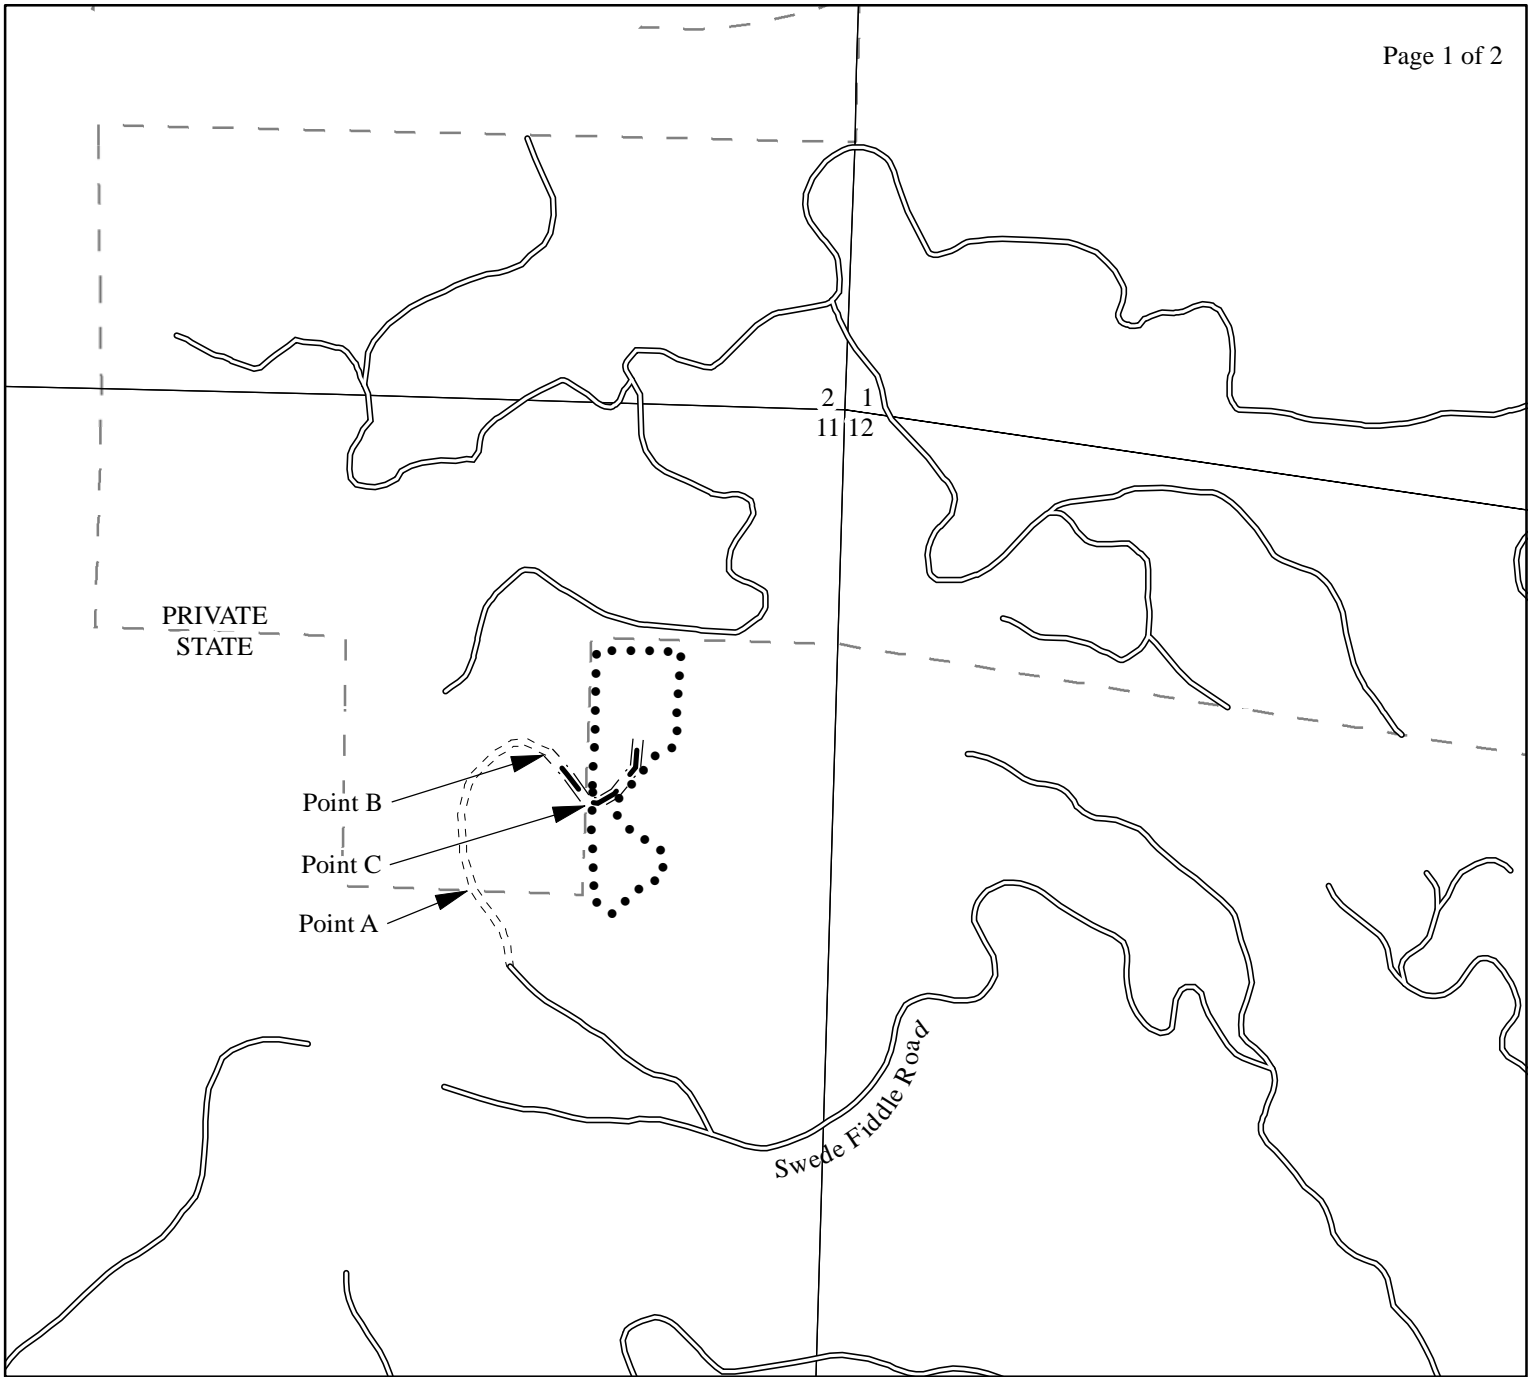 Page 1 of 2
2 1
11 12
PRIVATE
STATE
Point B
Point C
Point A
Swede Fiddle Road